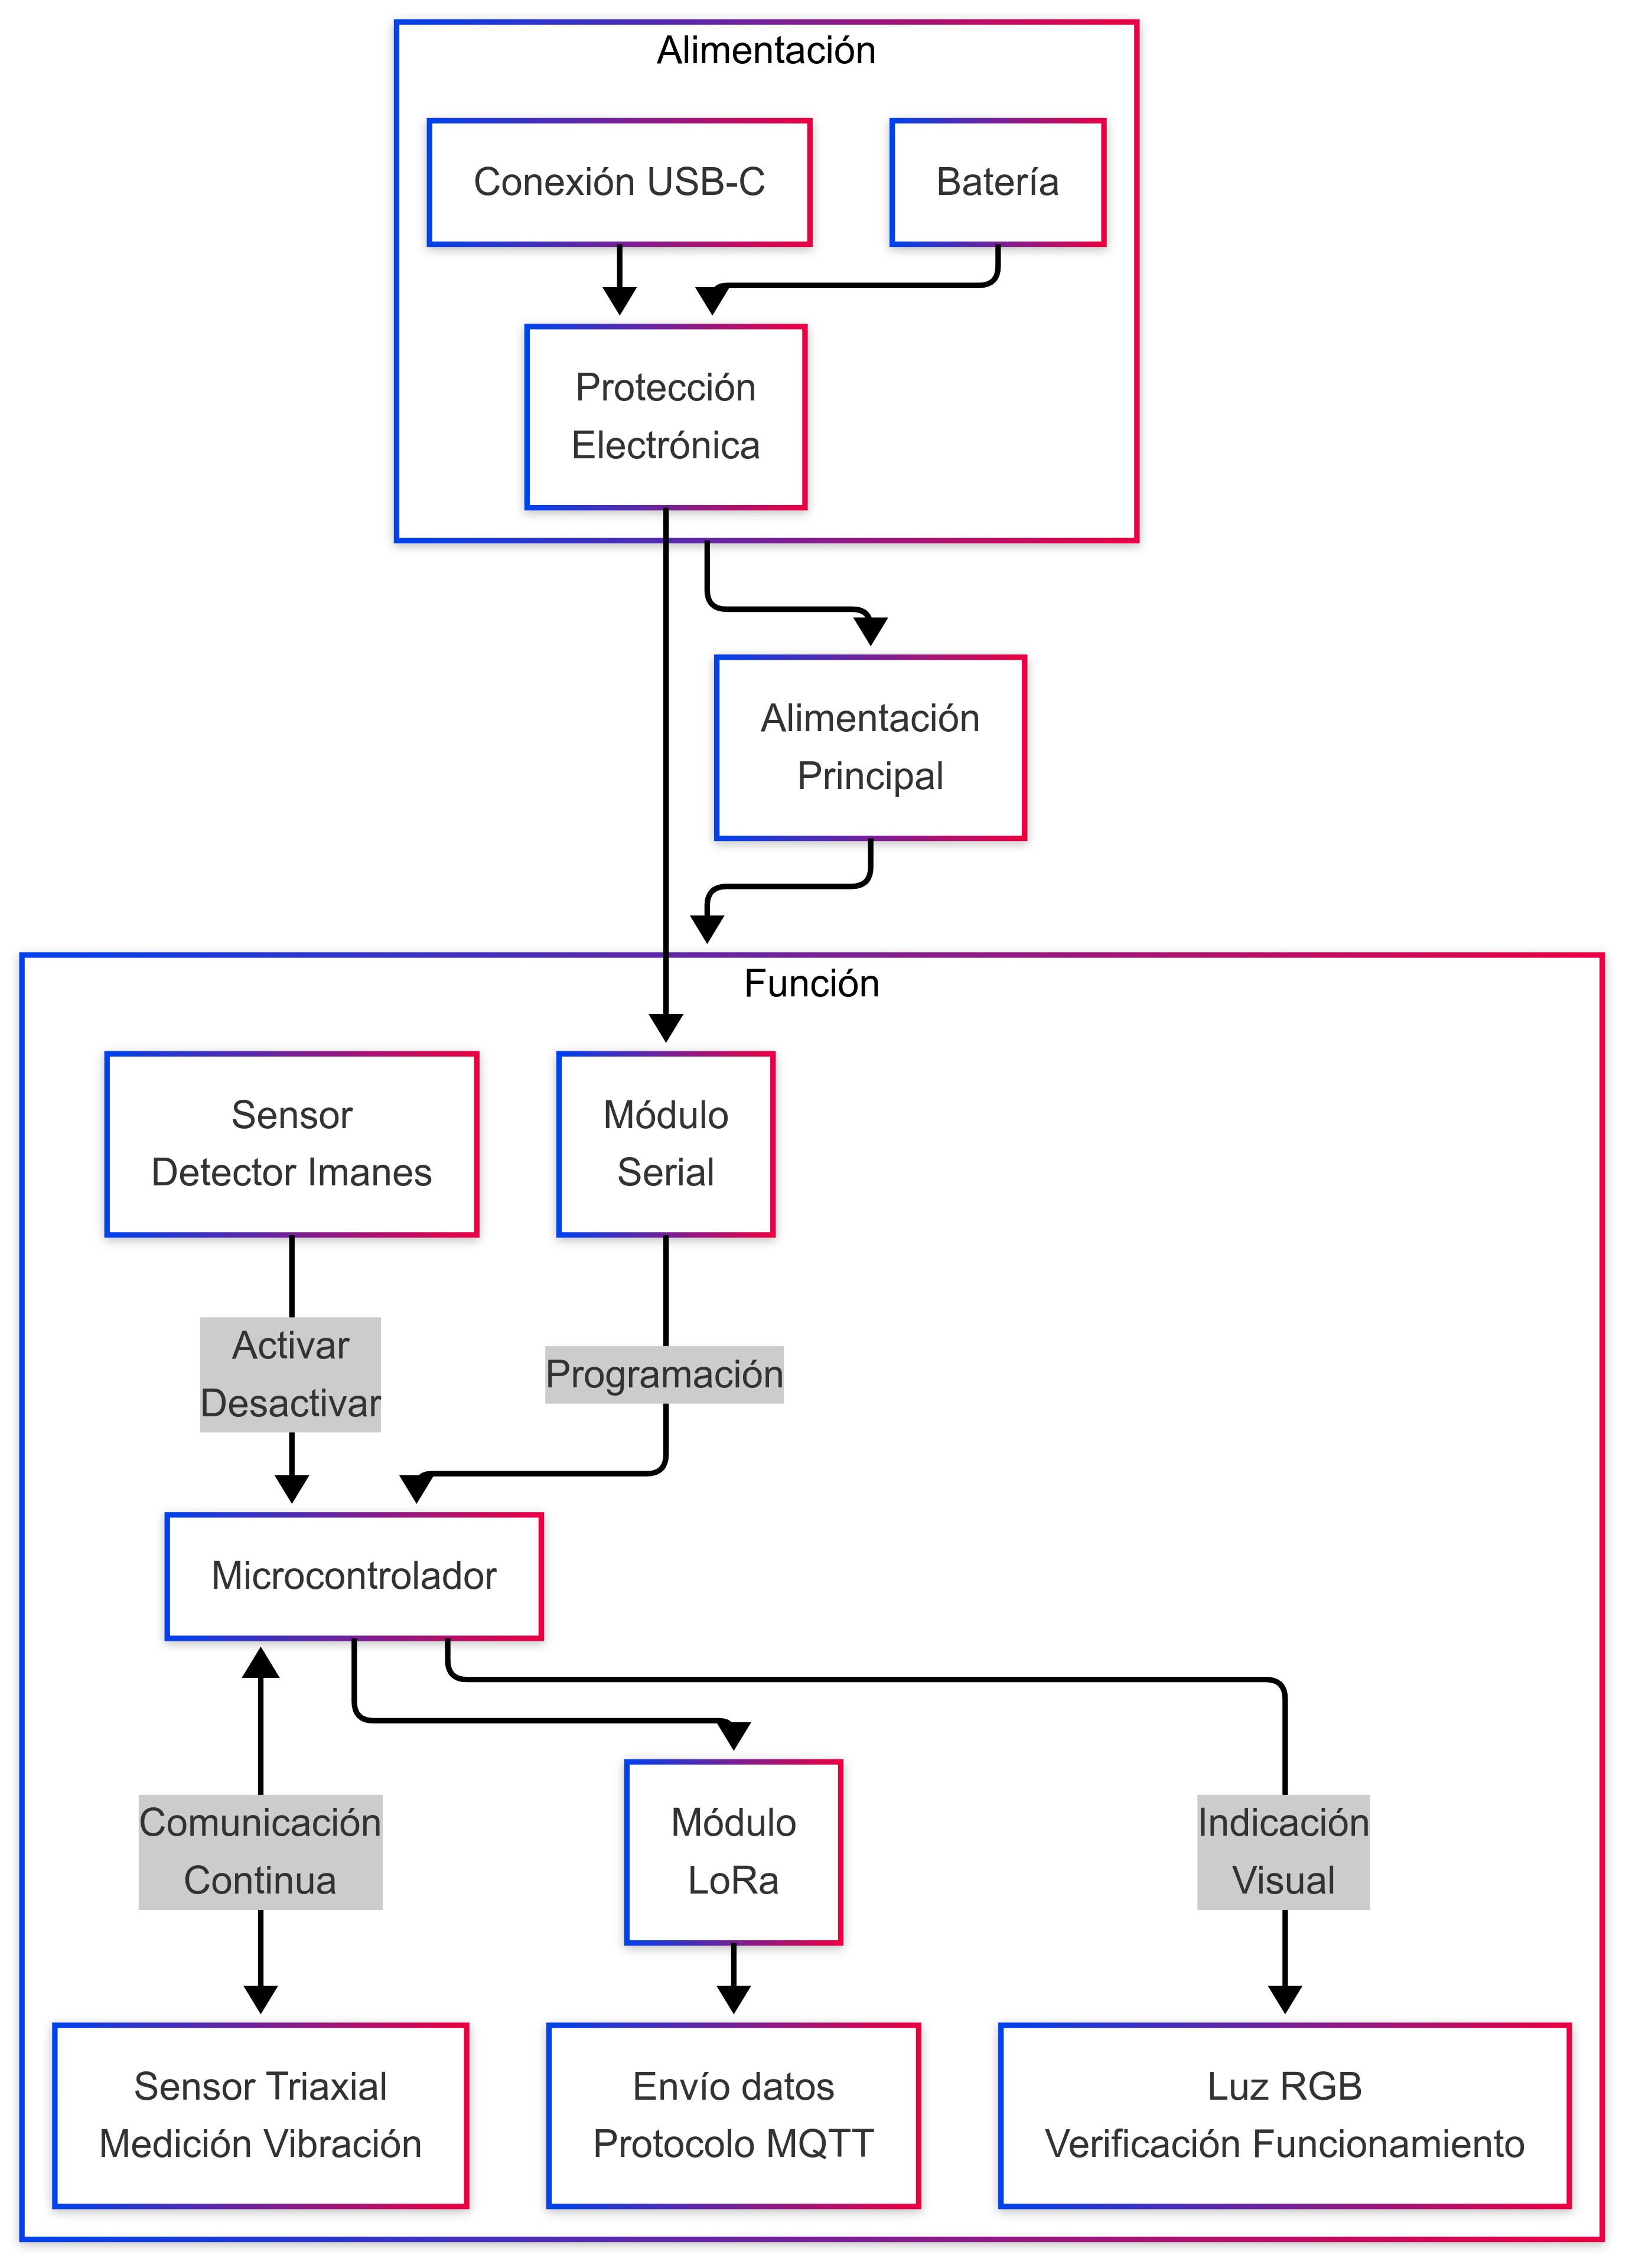 Alimentación
Conexión USB-C
Batería
Protección
Electrónica
Alimentación
Principal
Función
Sensor
Detector Imanes
Módulo
Serial
Activar
Desactivar
Programación
Microcontrolador
Comunicación
Continua
Módulo
LoRa
Indicación
Visual
Sensor Triaxial
Medición Vibración
Envío datos
Protocolo MQTT
Luz RGB
Verificación Funcionamiento